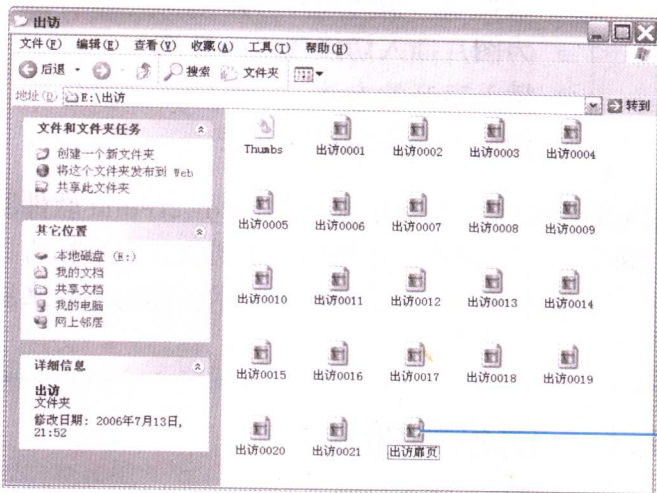 出访
文件(F) 编辑(E) 查看(V) 收藏(A) 工具(T) 帮助(H)
后退 搜索 文件夹
地址(D) E:\出访 转到
文件和文件夹任务
创建一个新文件夹
将这个文件夹发布到 Web
共享此文件夹
其它位置
本地磁盘 (E:)
我的文档
共享文档
我的电脑
网上邻居
详细信息
出访
文件夹
修改日期: 2006年7月13日,
21:52
Thumbs 出访0001 出访0002 出访0003 出访0004
出访0005 出访0006 出访0007 出访0008 出访0009
出访0010 出访0011 出访0012 出访0013 出访0014
出访0015 出访0016 出访0017 出访0018 出访0019
出访0020 出访0021 出访扉页